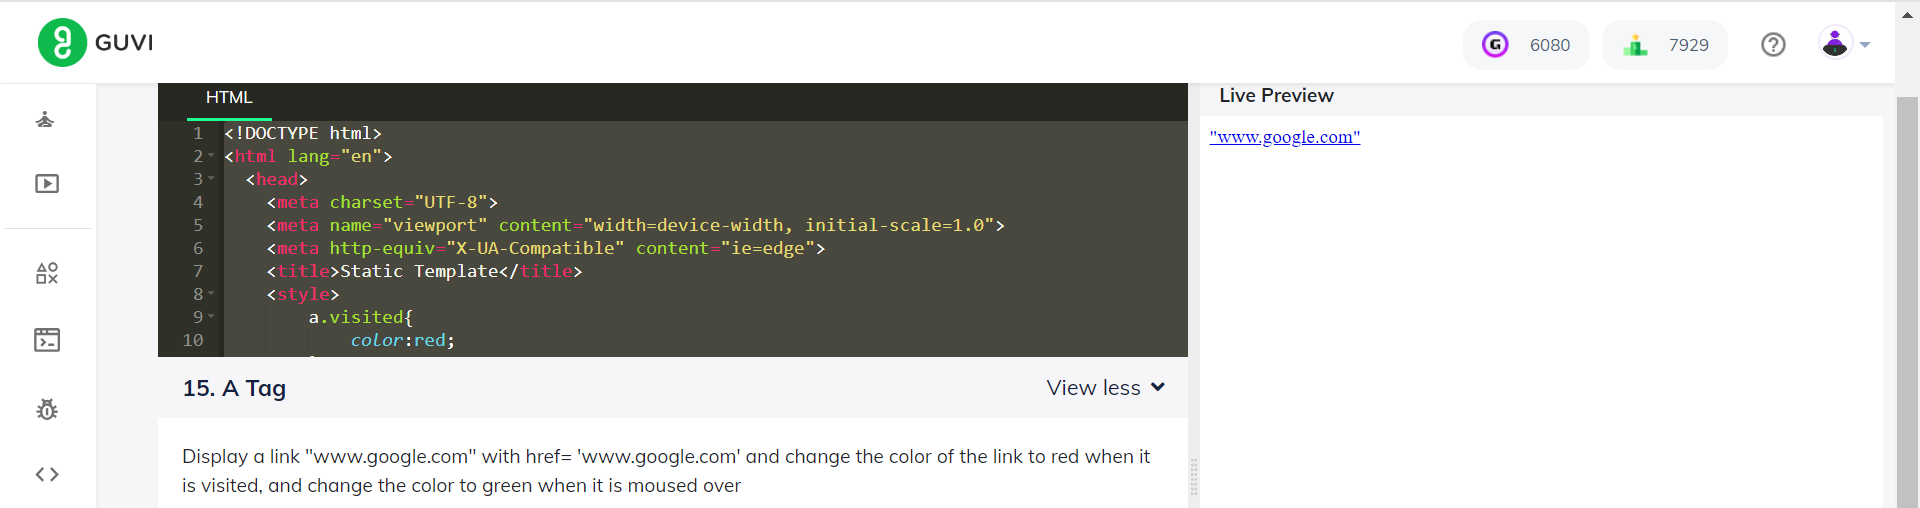 GUVI
6080
7929
HTML
1 <!DOCTYPE html>
2 <html lang="en">
3 <head>
4 <meta charset="UTF-8">
5 <meta name="viewport" content="width=device-width, initial-scale=1.0">
6 <meta http-equiv="X-UA-Compatible" content="ie=edge">
7 <title>Static Template</title>
8 <style>
9 a.visited{
10 color:red;
15. A Tag
View less
Display a link "www.google.com" with href= 'www.google.com' and change the color of the link to red when it
is visited, and change the color to green when it is moused over
Live Preview
"www.google.com"